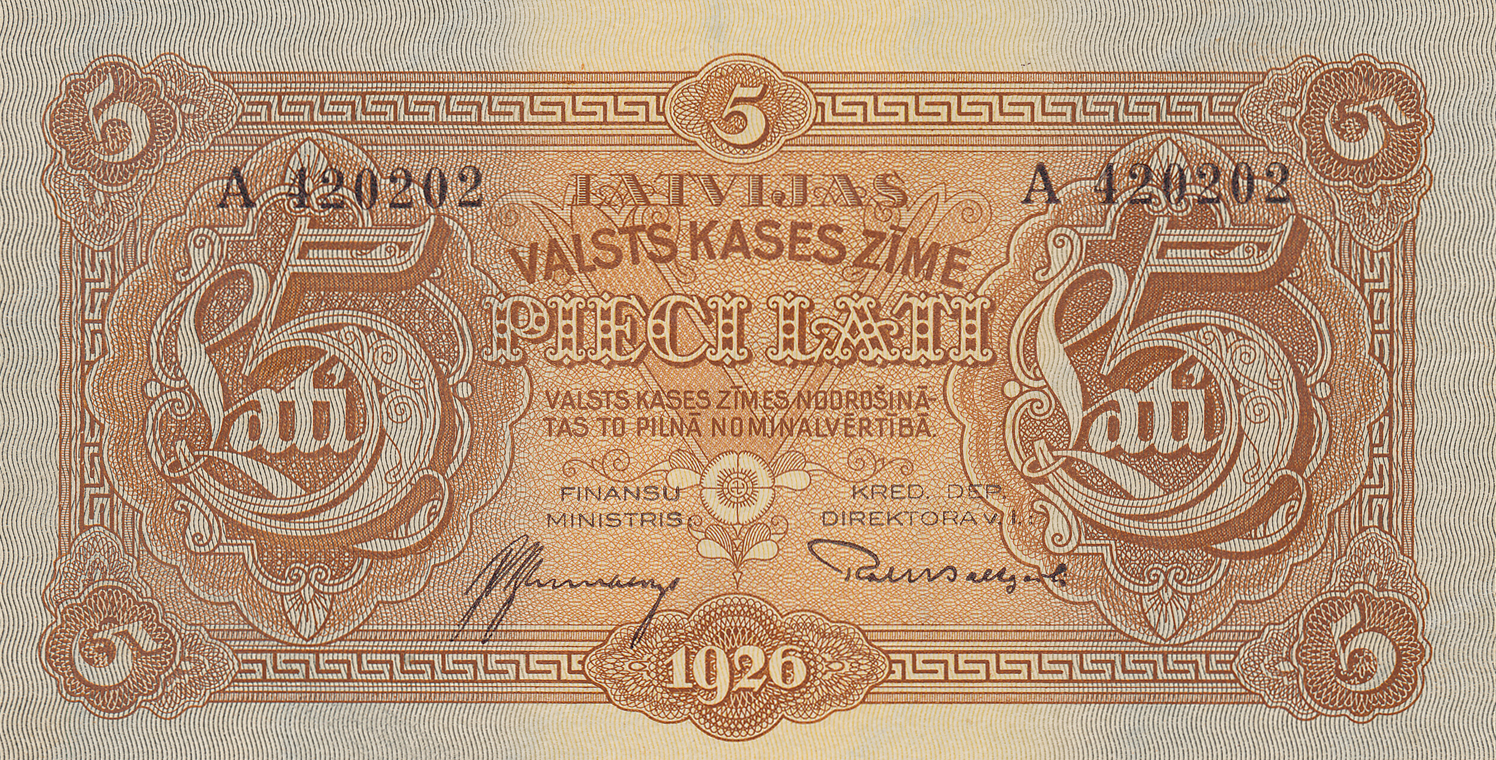 5 5 5
A 420202 A 420202
LATVIJAS
VALSTS KASES ZĪME
PIECI LATI
5 Lati 5 Lati
VALSTS KASES ZĪMES NODROŠINĀ-
TAS TO PILNĀ NOMINALVĒRTĪBĀ.
FINANSU KRED. DEP.
MINISTRIS DIREKTORA V. I.:
5 1926 5